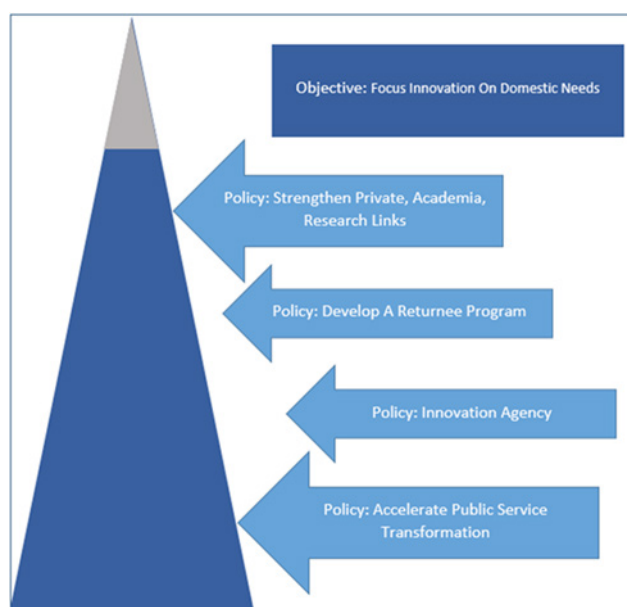 Objective: Focus Innovation On Domestic Needs
Policy: Strengthen Private, Academia,
Research Links
Policy: Develop A Returnee Program
Policy: Innovation Agency
Policy: Accelerate Public Service
Transformation